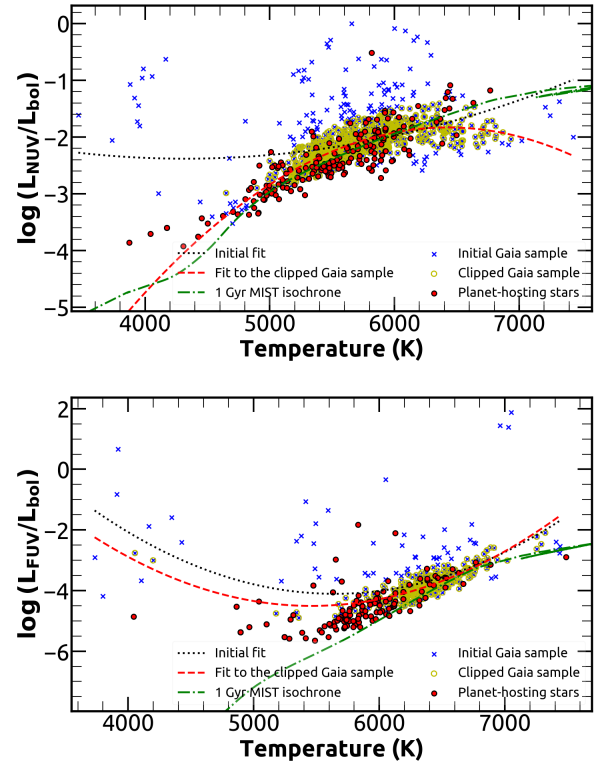 0
−1
−2
−3
−4
−5
log (L_NUV/L_bol)
Initial fit
Fit to the clipped Gaia sample
1 Gyr MIST isochrone
Initial Gaia sample
Clipped Gaia sample
Planet-hosting stars
4000 5000 6000 7000
Temperature (K)
2
0
−2
−4
−6
log (L_FUV/L_bol)
Initial fit
Fit to the clipped Gaia sample
1 Gyr MIST isochrone
Initial Gaia sample
Clipped Gaia sample
Planet-hosting stars
4000 5000 6000 7000
Temperature (K)